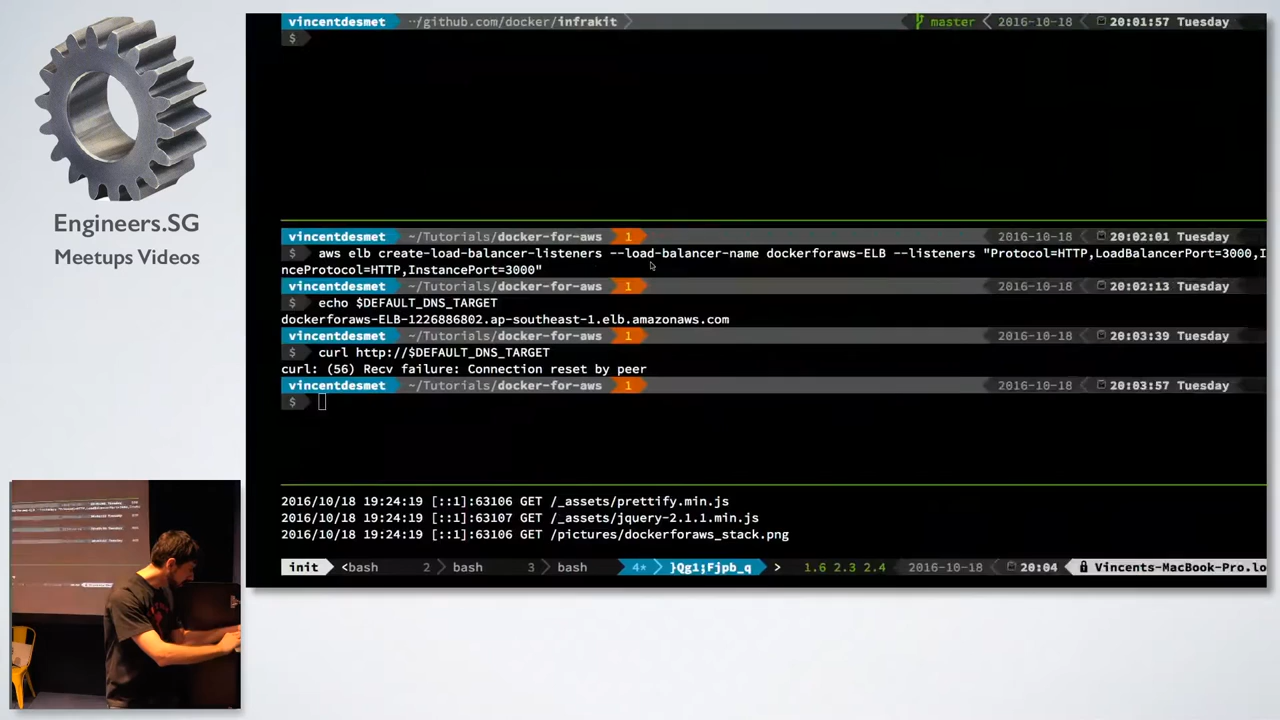 Engineers.SG
Meetups Videos
vincentdesmet ~/github.com/docker/infrakit master 2016-10-18 20:01:57 Tuesday
$
vincentdesmet ~/Tutorials/docker-for-aws 1 2016-10-18 20:02:01 Tuesday
$ aws elb create-load-balancer-listeners --load-balancer-name dockerforaws-ELB --listeners "Protocol=HTTP,LoadBalancerPort=3000,I
nceProtocol=HTTP,InstancePort=3000"
vincentdesmet ~/Tutorials/docker-for-aws 1 2016-10-18 20:02:13 Tuesday
$ echo $DEFAULT_DNS_TARGET
dockerforaws-ELB-1226886802.ap-southeast-1.elb.amazonaws.com
vincentdesmet ~/Tutorials/docker-for-aws 1 2016-10-18 20:03:39 Tuesday
$ curl http://$DEFAULT_DNS_TARGET
curl: (56) Recv failure: Connection reset by peer
vincentdesmet ~/Tutorials/docker-for-aws 1 2016-10-18 20:03:57 Tuesday
$
2016/10/18 19:24:19 [::1]:63106 GET /_assets/prettify.min.js
2016/10/18 19:24:19 [::1]:63107 GET /_assets/jquery-2.1.1.min.js
2016/10/18 19:24:19 [::1]:63106 GET /pictures/dockerforaws_stack.png
init <bash 2 bash 3 bash 4* }Qg1;Fjpb_q > 1.6 2.3 2.4 2016-10-18 20:04 Vincents-MacBook-Pro.lo